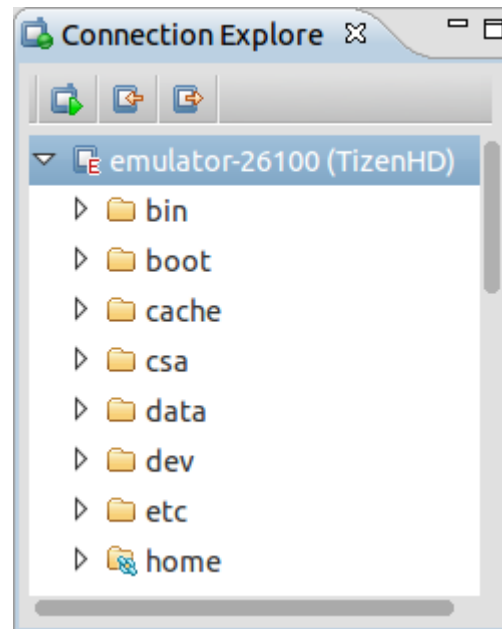 Connection Explore
emulator-26100 (TizenHD)
bin
boot
cache
csa
data
dev
etc
home